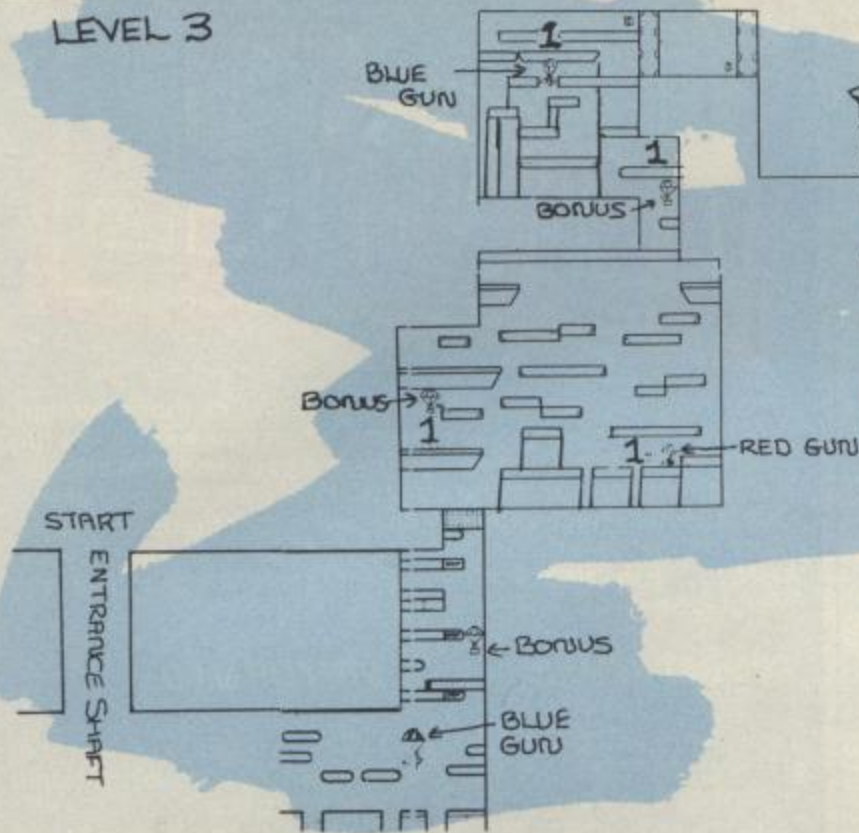 LEVEL 3
1
BLUE
GUN
1
BONUS
BONUS
1
1
RED GUN
START
ENTRANCE SHAFT
BONUS
BLUE
GUN